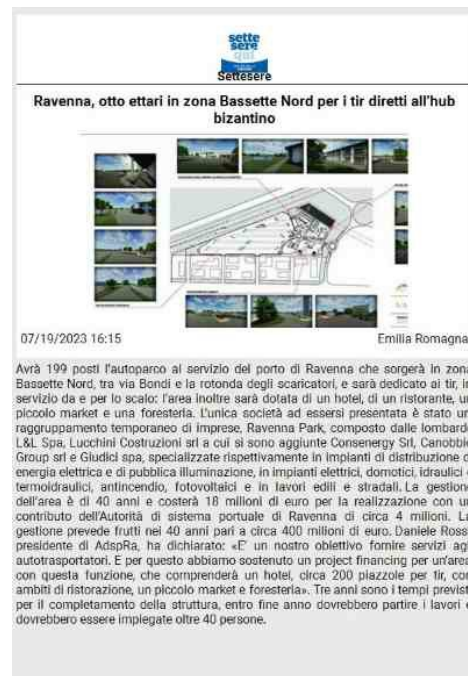 sette
sere
qui
Settesere
Ravenna, otto ettari in zona Bassette Nord per i tir diretti all'hub
bizantino
07/19/2023 16:15
Emilia Romagna
Avrà 199 posti l'autoparco al servizio del porto di Ravenna che sorgerà in zona
Bassette Nord, tra via Bondi e la rotonda degli scaricatori, e sarà dedicato ai tir, in
servizio da e per lo scalo: l'area inoltre sarà dotata di un hotel, di un ristorante, un
piccolo market e una foresteria. L'unica società ad essersi presentata è stato un
raggruppamento temporaneo di imprese, Ravenna Park, composto dalle lombarde
L&L Spa, Lucchini Costruzioni srl a cui si sono aggiunte Consenergy Srl, Canobbio
Group srl e Giudici spa, specializzate rispettivamente in impianti di distribuzione di
energia elettrica e di pubblica illuminazione, in impianti elettrici, domotici, idraulici e
termoidraulici, antincendio, fotovoltaici e in lavori edili e stradali. La gestione
dell'area è di 40 anni e costerà 18 milioni di euro per la realizzazione con un
contributo dell'Autorità di sistema portuale di Ravenna di circa 4 milioni. La
gestione prevede frutti nei 40 anni pari a circa 400 milioni di euro. Daniele Rossi,
presidente di AdspRa, ha dichiarato: «E' un nostro obiettivo fornire servizi agli
autotrasportatori. E per questo abbiamo sostenuto un project financing per un'area
con questa funzione, che comprenderà un hotel, circa 200 piazzole per tir, con
ambiti di ristorazione, un piccolo market e foresteria». Tre anni sono i tempi previsti
per il completamento della struttura, entro fine anno dovrebbero partire i lavori e
dovrebbero essere impiegate oltre 40 persone.